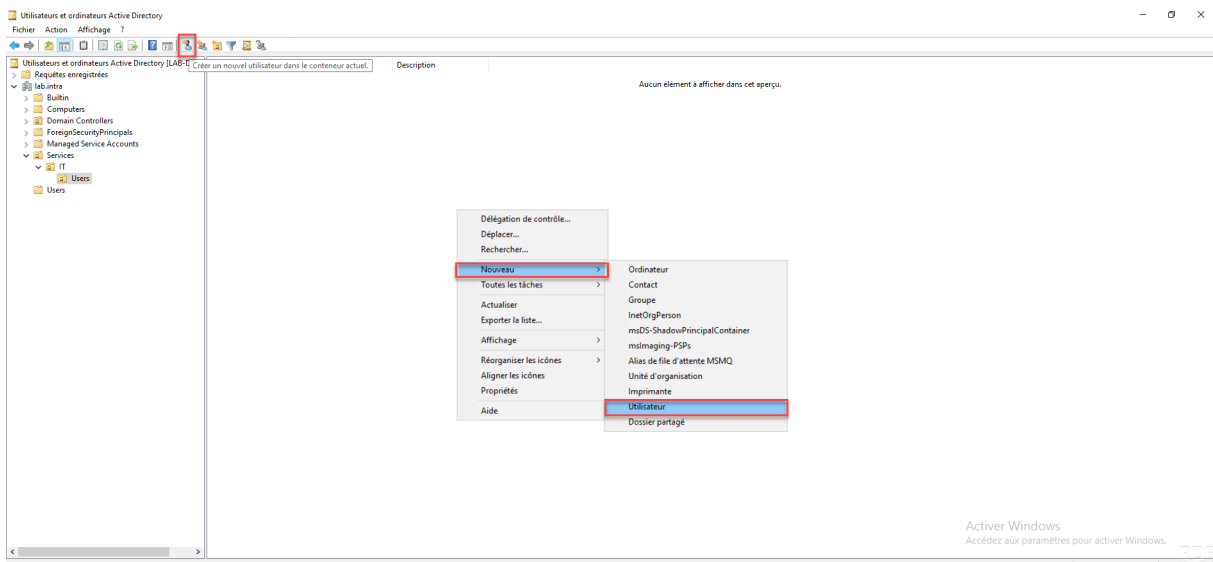 Utilisateurs et ordinateurs Active Directory
Fichier Action Affichage ?
Utilisateurs et ordinateurs Active Directory [LAB-
Créer un nouvel utilisateur dans le conteneur actuel.
Description
Requêtes enregistrées
Aucun élément à afficher dans cet aperçu.
lab.intra
Builtin
Computers
Domain Controllers
ForeignSecurityPrincipals
Managed Service Accounts
Services
IT
Users
Users
Délégation de contrôle...
Déplacer...
Rechercher...
Nouveau
Toutes les tâches
Actualiser
Exporter la liste...
Affichage
Réorganiser les icônes
Aligner les icônes
Propriétés
Aide
Ordinateur
Contact
Groupe
InetOrgPerson
msDS-ShadowPrincipalContainer
msImaging-PSPs
Alias de file d'attente MSMQ
Unité d'organisation
Imprimante
Utilisateur
Dossier partagé
Activer Windows
Accédez aux paramètres pour activer Windows.